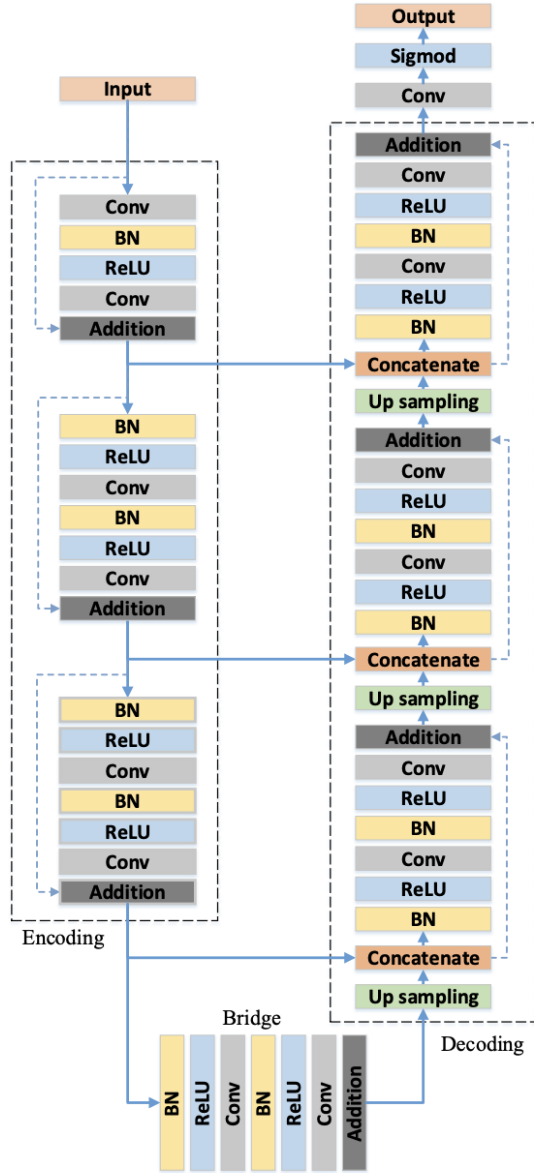 Input
Conv
BN
ReLU
Conv
Addition
BN
ReLU
Conv
BN
ReLU
Conv
Addition
BN
ReLU
Conv
BN
ReLU
Conv
Addition
Encoding
Bridge
BN
ReLU
Conv
BN
ReLU
Conv
Addition
Output
Sigmod
Conv
Addition
Conv
ReLU
BN
Conv
ReLU
BN
Concatenate
Up sampling
Addition
Conv
ReLU
BN
Conv
ReLU
BN
Concatenate
Up sampling
Addition
Conv
ReLU
BN
Conv
ReLU
BN
Concatenate
Up sampling
Decoding